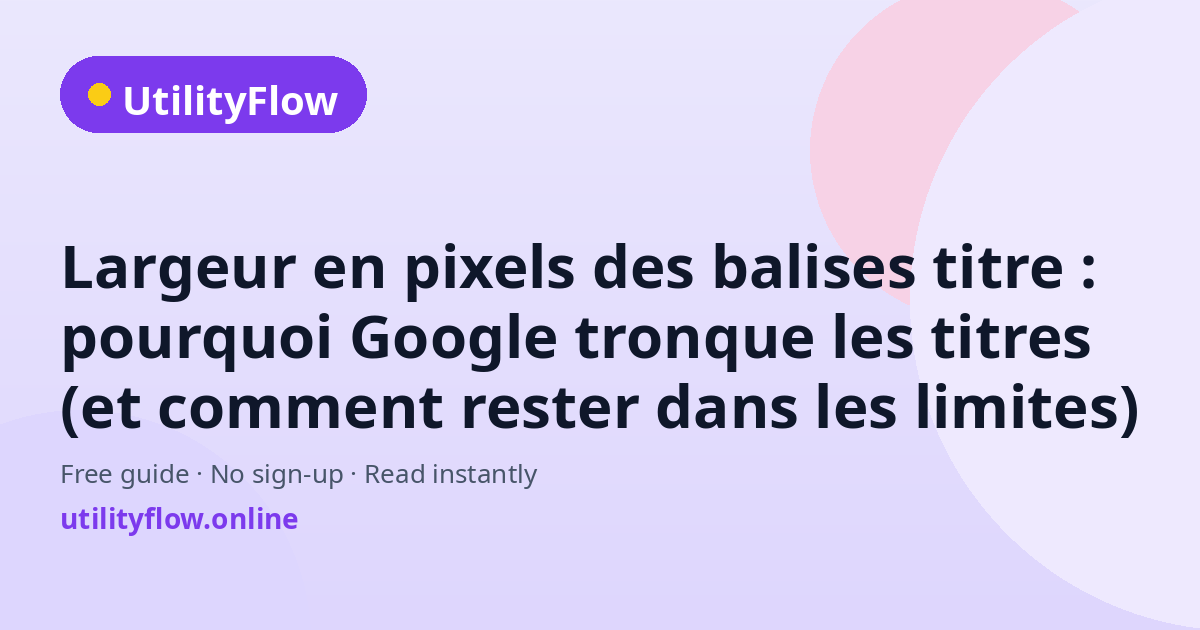 UtilityFlow
Largeur en pixels des balises titre :
pourquoi Google tronque les titres
(et comment rester dans les limites)
Free guide · No sign-up · Read instantly
utilityflow.online